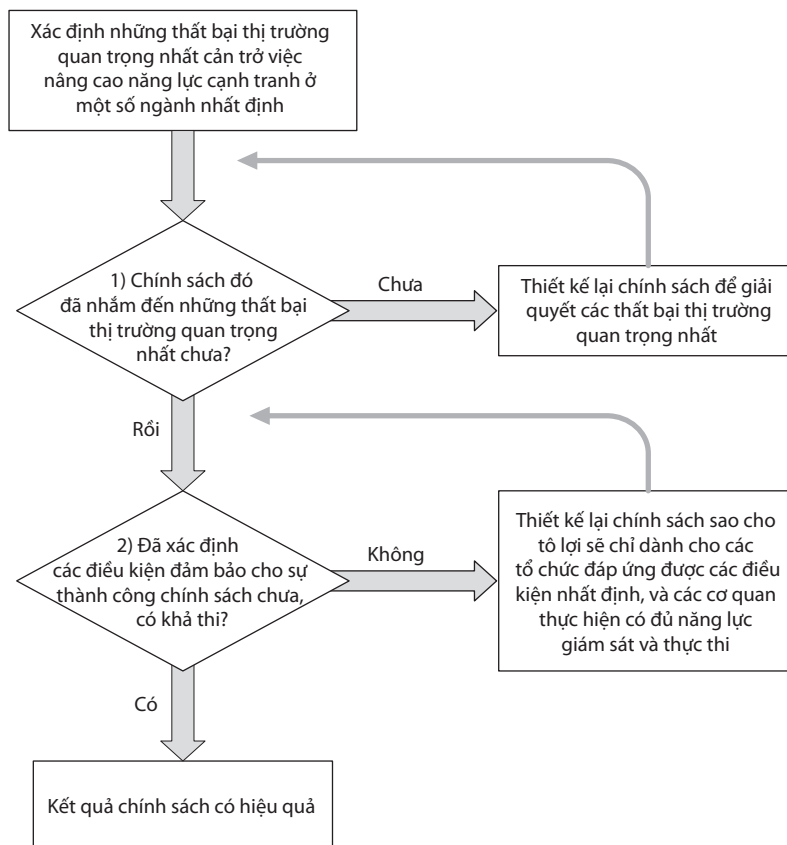 Xác định những thất bại thị trường
quan trọng nhất cản trở việc
nâng cao năng lực cạnh tranh ở
một số ngành nhất định
1) Chính sách đó
đã nhắm đến những thất bại
thị trường quan trọng
nhất chưa?
Chưa
Thiết kế lại chính sách để giải
quyết các thất bại thị trường
quan trọng nhất
Rồi
2) Đã xác định
các điều kiện đảm bảo cho sự
thành công chính sách chưa,
có khả thi?
Không
Thiết kế lại chính sách sao cho
tô lợi sẽ chỉ dành cho các
tổ chức đáp ứng được các điều
kiện nhất định, và các cơ quan
thực hiện có đủ năng lực
giám sát và thực thi
Có
Kết quả chính sách có hiệu quả